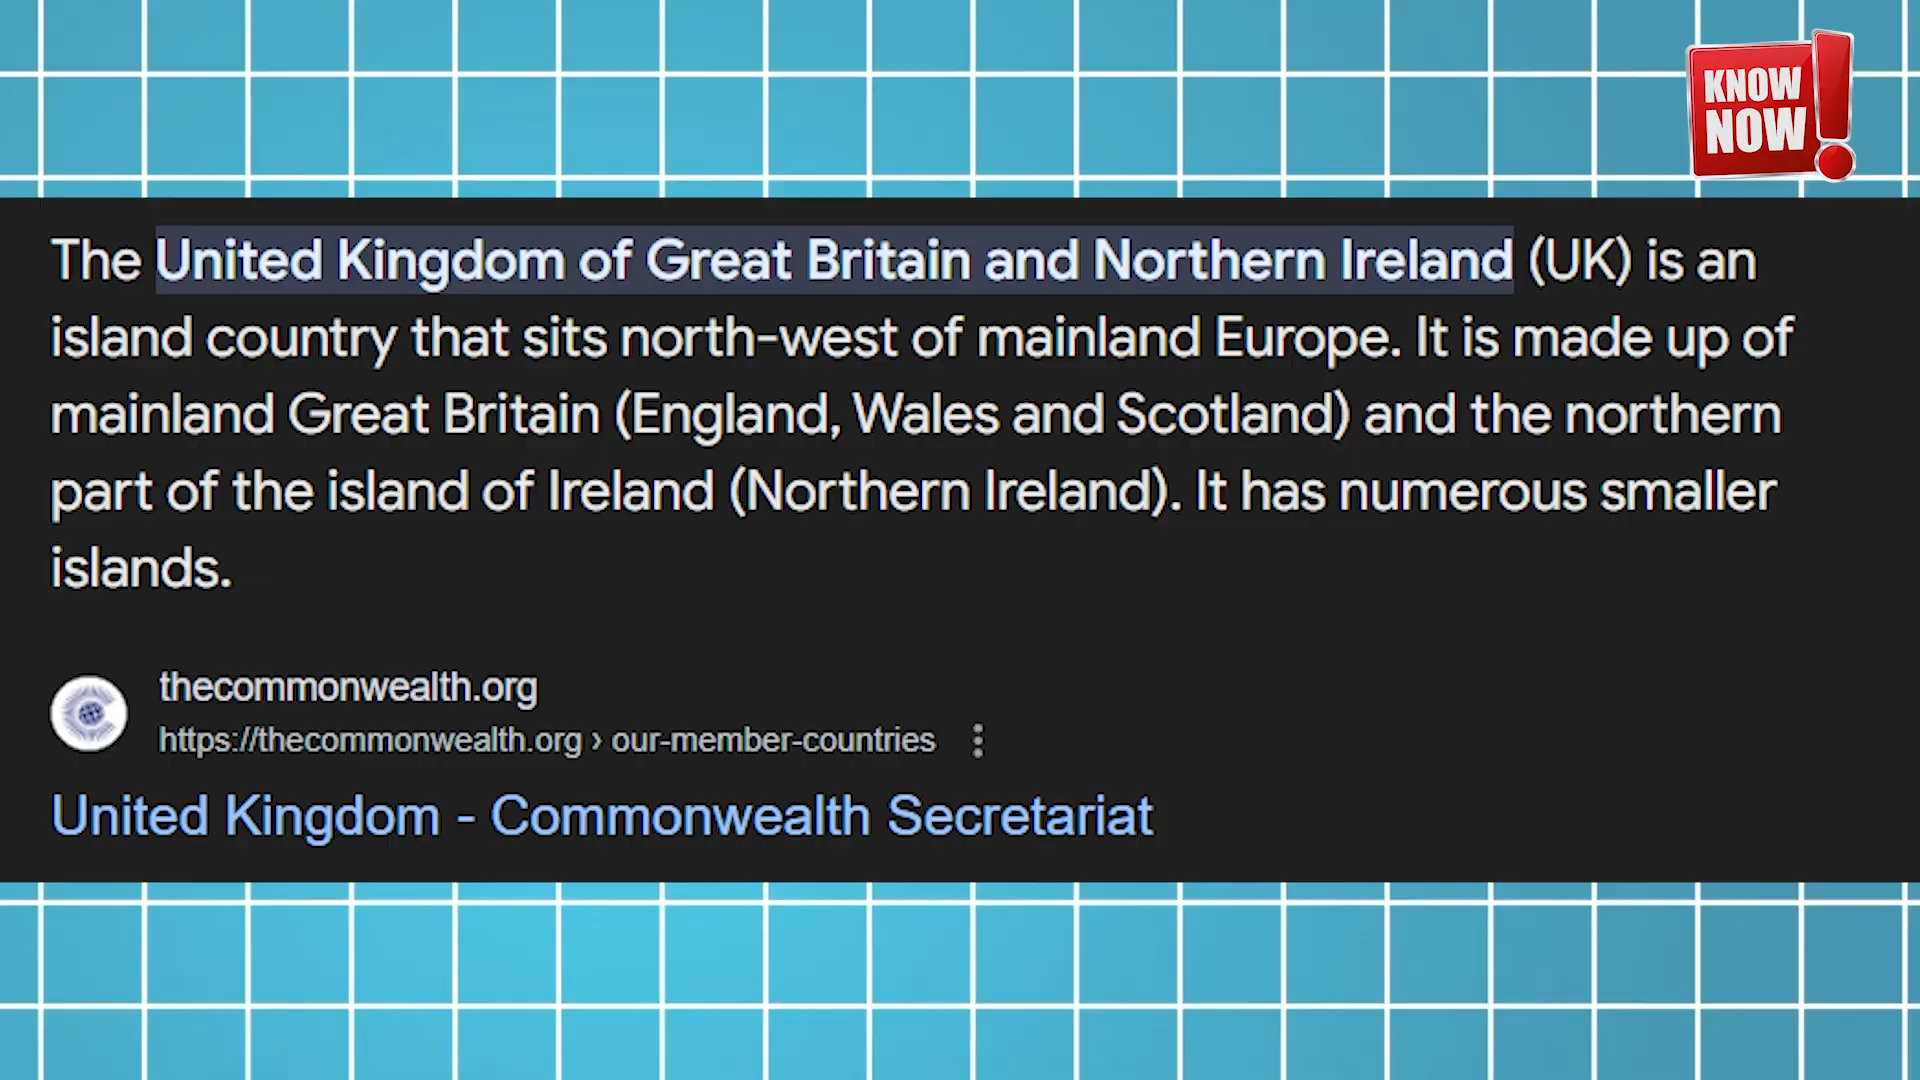 KNOW
NOW
The United Kingdom of Great Britain and Northern Ireland (UK) is an
island country that sits north-west of mainland Europe. It is made up of
mainland Great Britain (England, Wales and Scotland) and the northern
part of the island of Ireland (Northern Ireland). It has numerous smaller
islands.
thecommonwealth.org
https://thecommonwealth.org › our-member-countries
United Kingdom - Commonwealth Secretariat